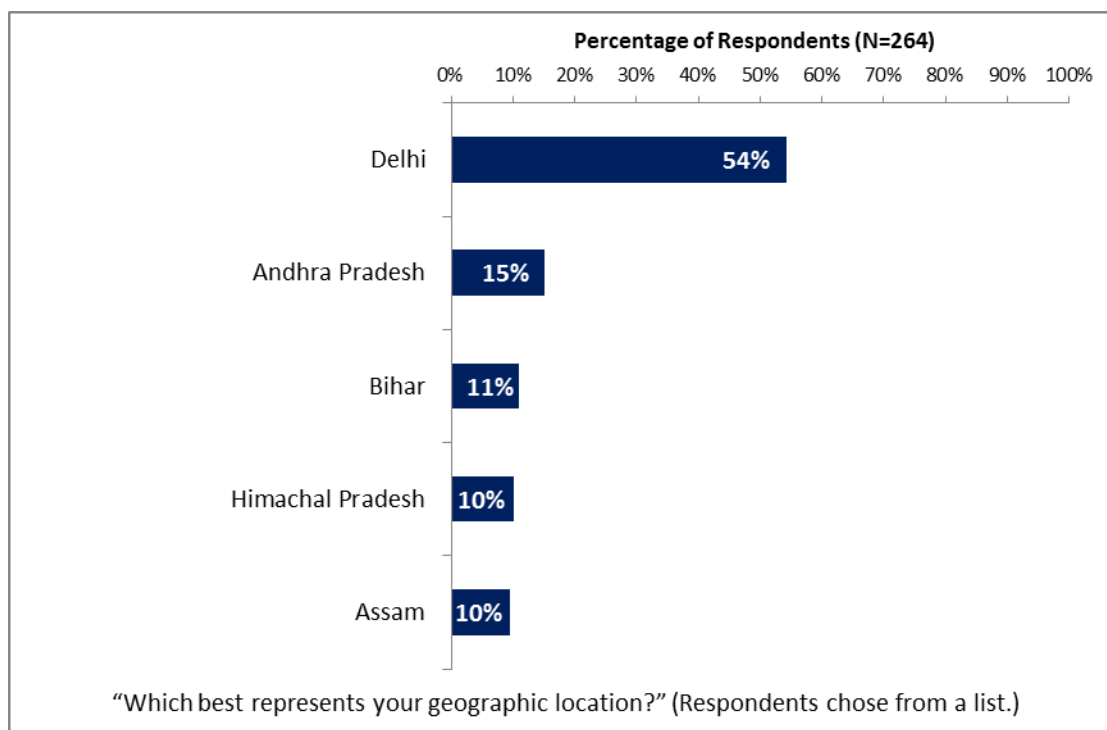 Percentage of Respondents (N=264)
0% 10% 20% 30% 40% 50% 60% 70% 80% 90% 100%
Delhi 54%
Andhra Pradesh 15%
Bihar 11%
Himachal Pradesh 10%
Assam 10%
“Which best represents your geographic location?” (Respondents chose from a list.)